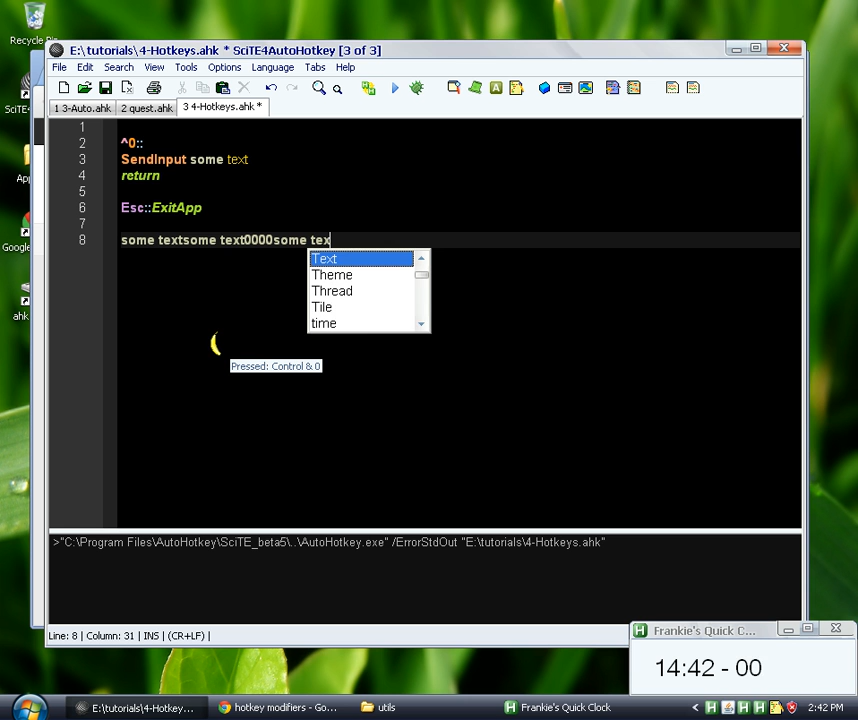 Recycle
E:\tutorials\4-Hotkeys.ahk * SciTE4AutoHotkey [3 of 3]
File Edit Search View Tools Options Language Tabs Help
1 3-Auto.ahk 2 quest.ahk 3 4-Hotkeys.ahk *
1
2 ^0::
3 SendInput some text
4 return
5
6 Esc::ExitApp
7
8 some textsome text0000some tex
Text
Theme
Thread
Tile
time
Pressed: Control & 0
SciTE4
App
Google
ahk
>"C:\Program Files\AutoHotkey\SciTE_beta5\..\AutoHotkey.exe" /ErrorStdOut "E:\tutorials\4-Hotkeys.ahk"
Line: 8 | Column: 31 | INS | (CR+LF) |
Frankie's Quick C...
14:42 - 00
E:\tutorials\4-Hotkey... hotkey modifiers - Go... utils Frankie's Quick Clock 2:42 PM